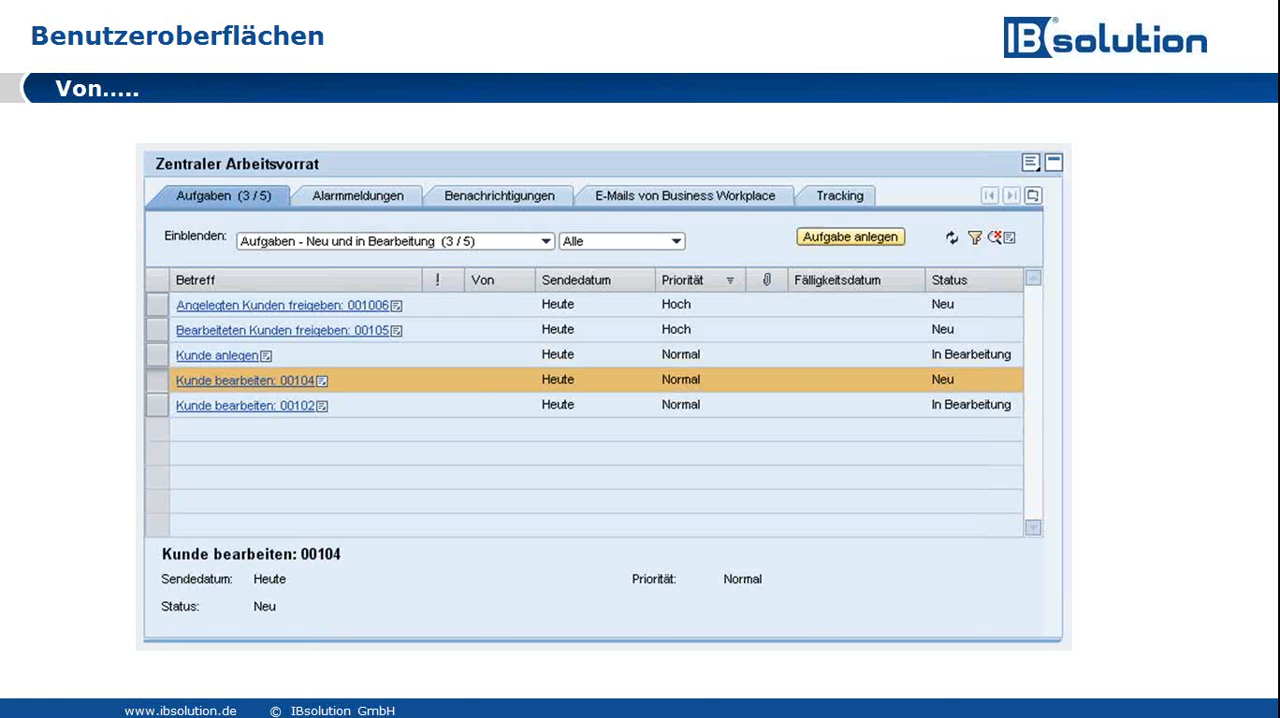 Benutzeroberflächen
IBsolution
Von.....
Zentraler Arbeitsvorrat
Aufgaben (3 / 5) Alarmmeldungen Benachrichtigungen E-Mails von Business Workplace Tracking
Einblenden: Aufgaben - Neu und in Bearbeitung (3 / 5) Alle Aufgabe anlegen
Betreff ! Von Sendedatum Priorität Fälligkeitsdatum Status
Angelegten Kunden freigeben: 001006 Heute Hoch Neu
Bearbeiteten Kunden freigeben: 00105 Heute Hoch Neu
Kunde anlegen Heute Normal In Bearbeitung
Kunde bearbeiten: 00104 Heute Normal Neu
Kunde bearbeiten: 00102 Heute Normal In Bearbeitung
Kunde bearbeiten: 00104
Sendedatum: Heute Priorität: Normal
Status: Neu
www.ibsolution.de © IBsolution GmbH